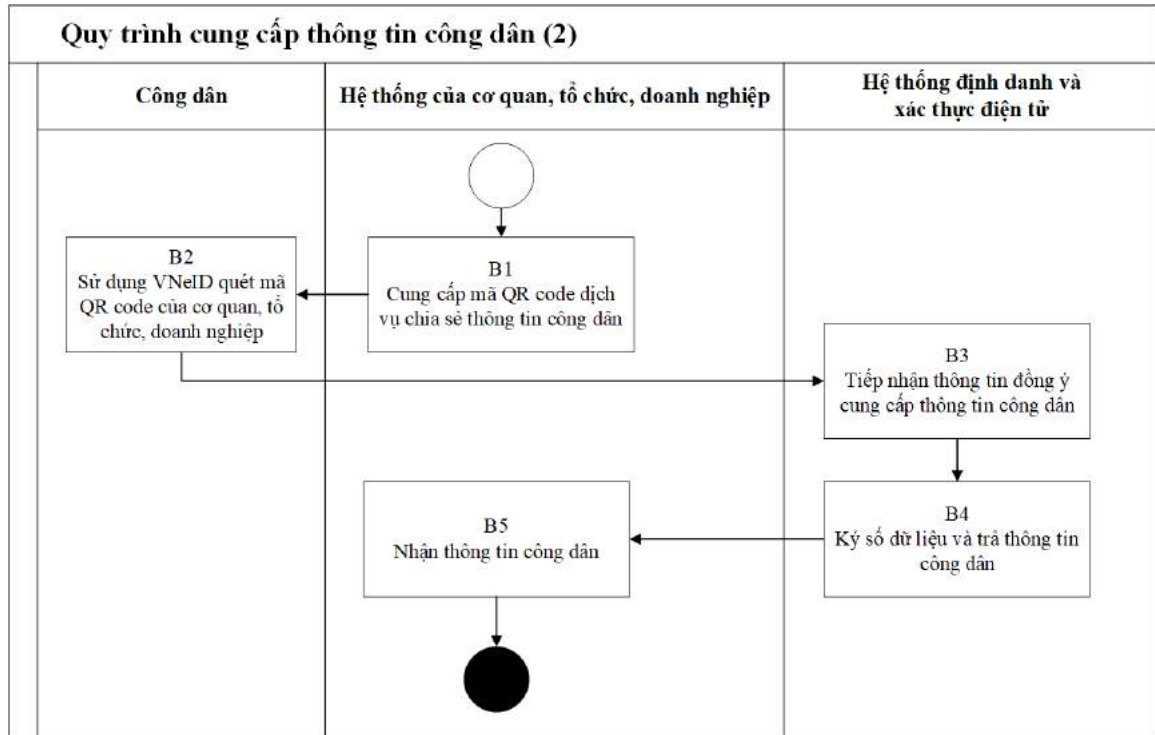 Quy trình cung cấp thông tin công dân (2)
Công dân
Hệ thống của cơ quan, tổ chức, doanh nghiệp
Hệ thống định danh và
xác thực điện tử
B1
Cung cấp mã QR code dịch
vụ chia sẻ thông tin công dân
B2
Sử dụng VNeID quét mã
QR code của cơ quan, tổ
chức, doanh nghiệp
B3
Tiếp nhận thông tin đồng ý
cung cấp thông tin công dân
B4
Ký số dữ liệu và trả thông tin
công dân
B5
Nhận thông tin công dân